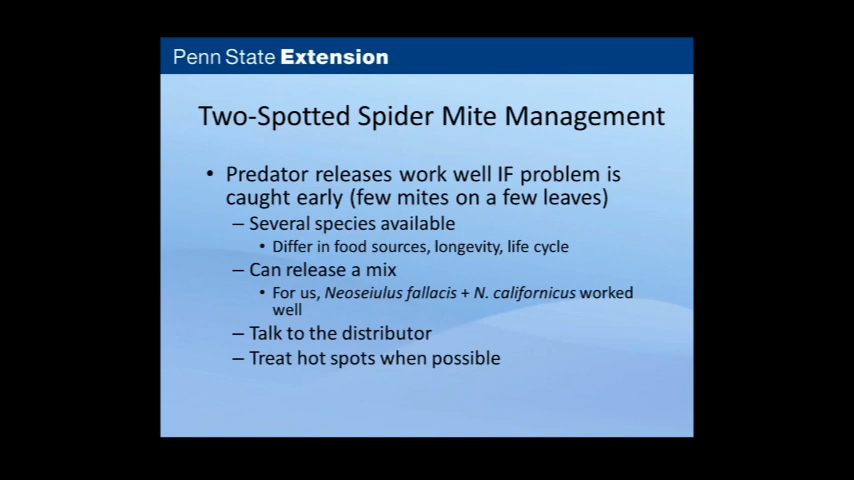 Penn State Extension
Two-Spotted Spider Mite Management
• Predator releases work well IF problem is
caught early (few mites on a few leaves)
– Several species available
• Differ in food sources, longevity, life cycle
– Can release a mix
• For us, Neoseiulus fallacis + N. californicus worked
well
– Talk to the distributor
– Treat hot spots when possible